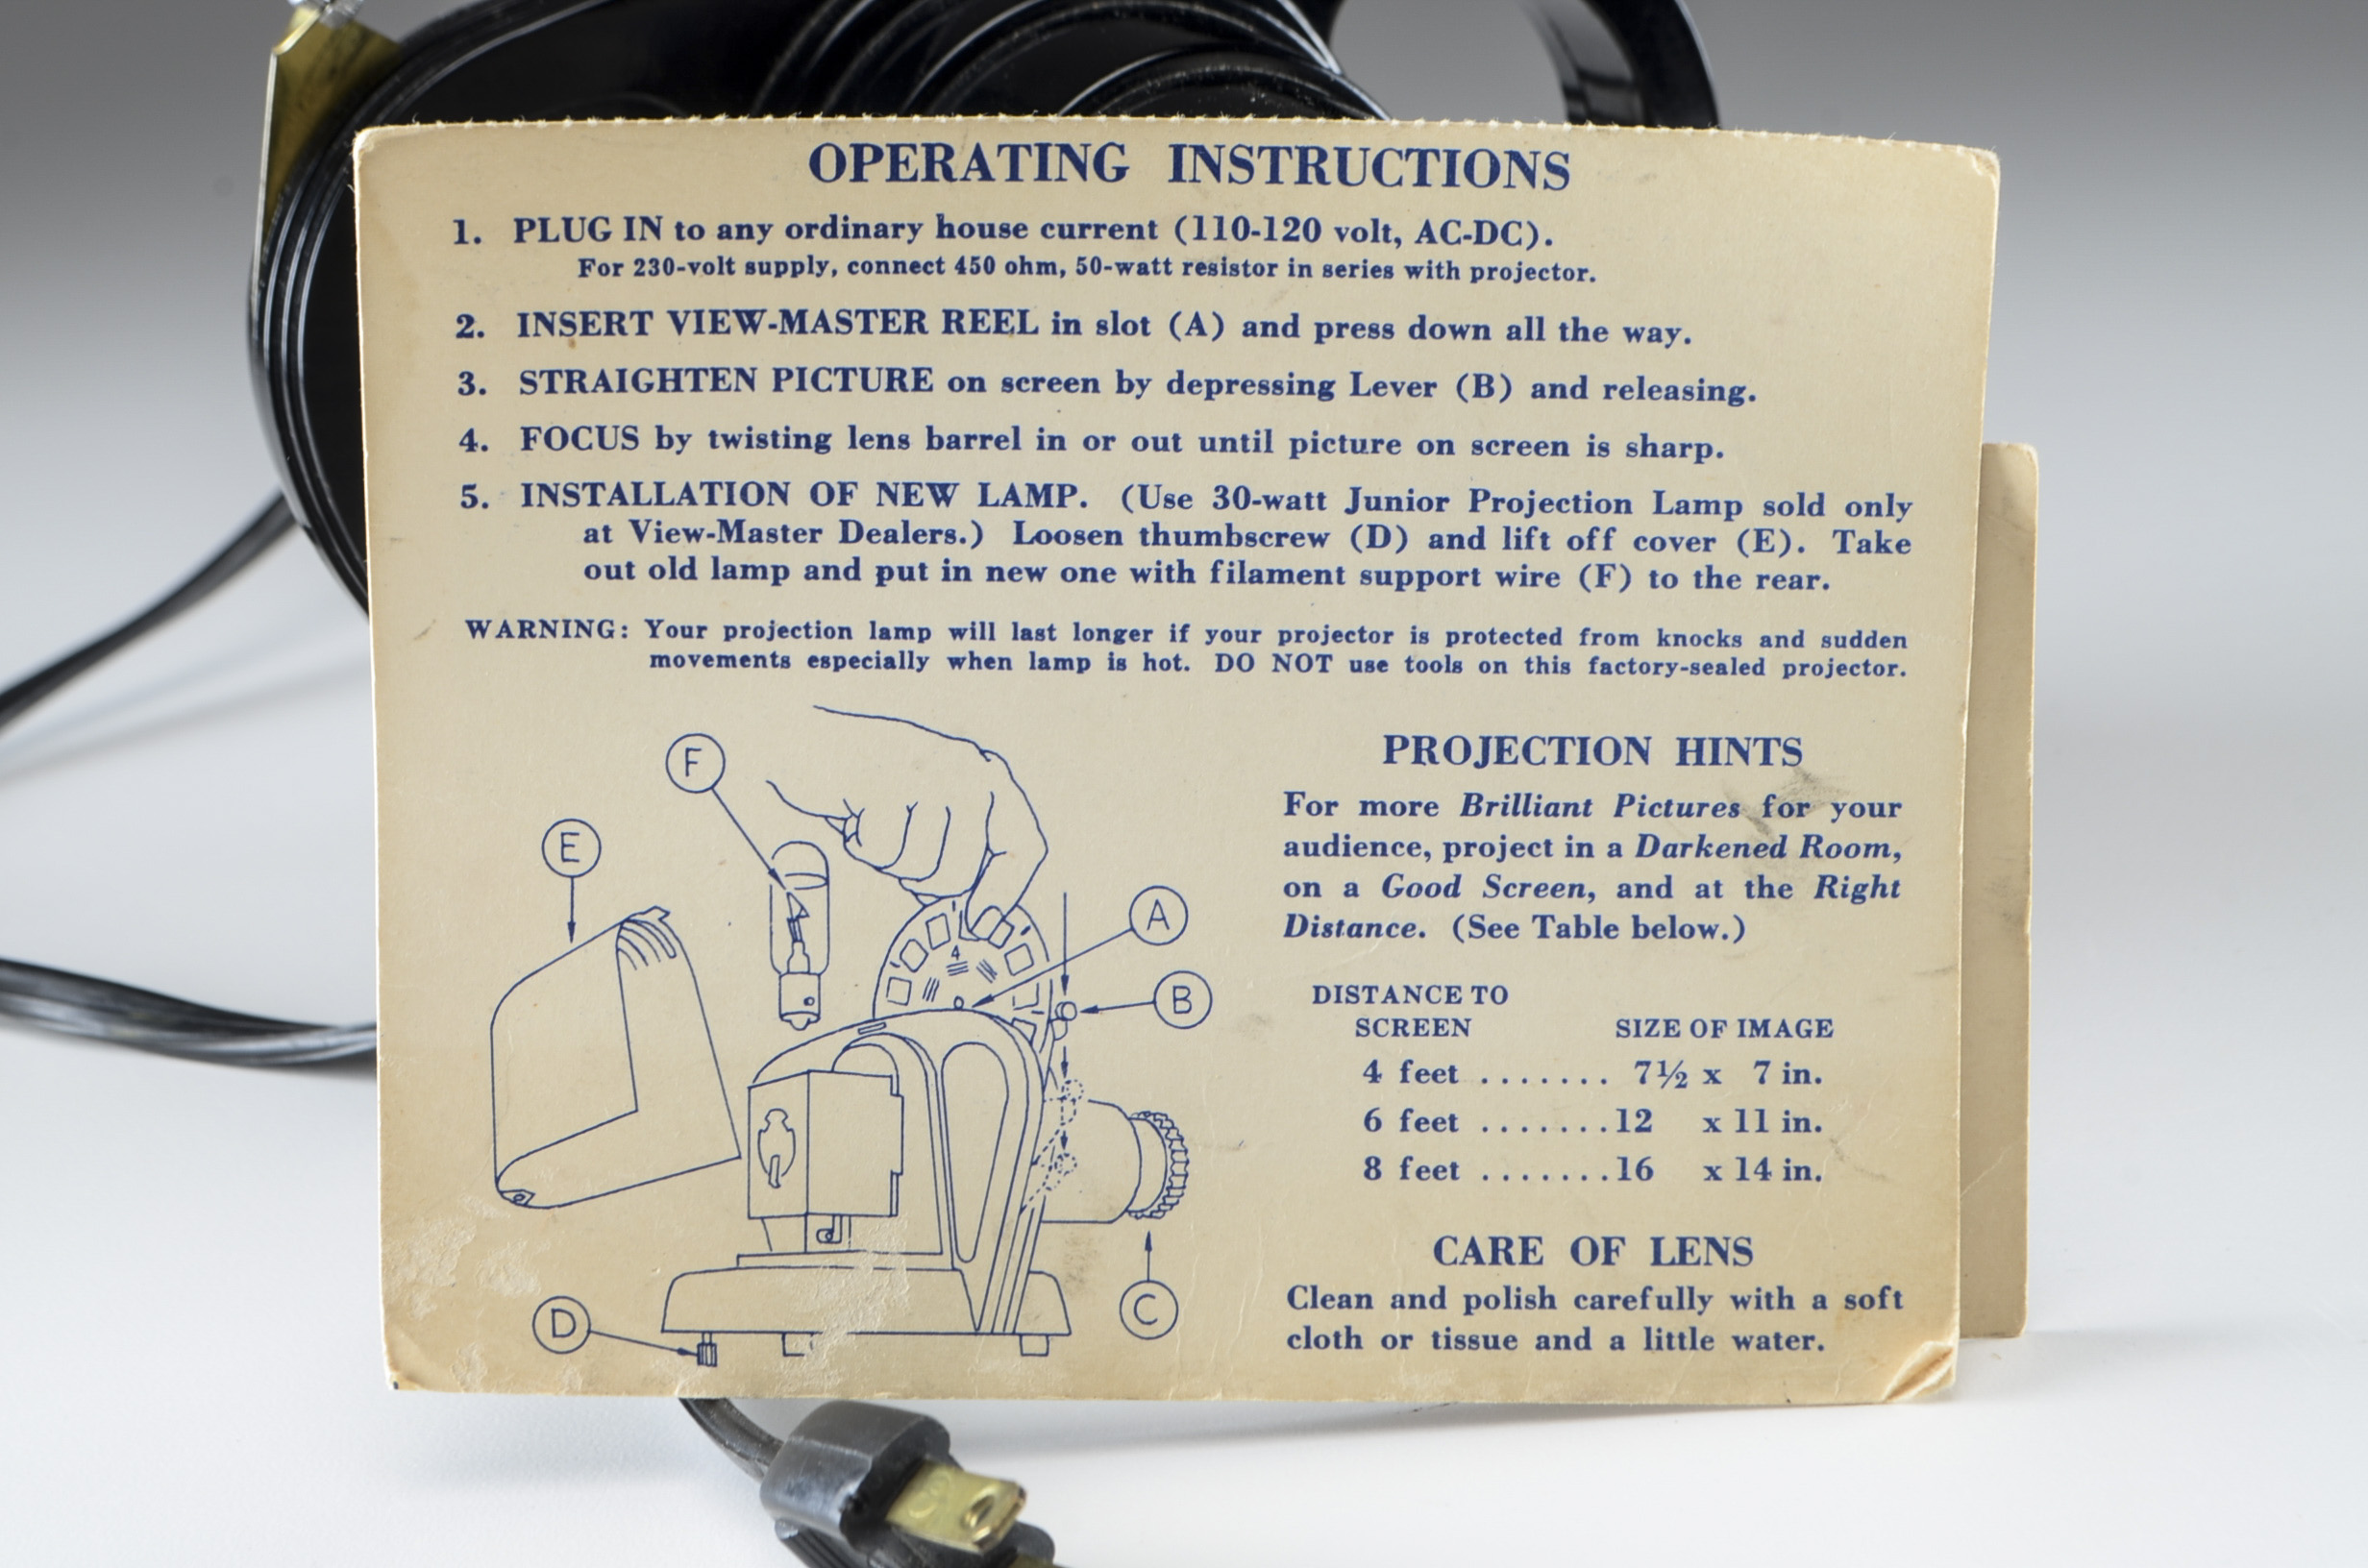 OPERATING INSTRUCTIONS
1. PLUG IN to any ordinary house current (110-120 volt, AC-DC).
For 230-volt supply, connect 450 ohm, 50-watt resistor in series with projector.
2. INSERT VIEW-MASTER REEL in slot (A) and press down all the way.
3. STRAIGHTEN PICTURE on screen by depressing Lever (B) and releasing.
4. FOCUS by twisting lens barrel in or out until picture on screen is sharp.
5. INSTALLATION OF NEW LAMP. (Use 30-watt Junior Projection Lamp sold only
at View-Master Dealers.) Loosen thumbscrew (D) and lift off cover (E). Take
out old lamp and put in new one with filament support wire (F) to the rear.
WARNING: Your projection lamp will last longer if your projector is protected from knocks and sudden
movements especially when lamp is hot. DO NOT use tools on this factory-sealed projector.
F
E
A
4
B
D
C
PROJECTION HINTS
For more Brilliant Pictures for your
audience, project in a Darkened Room,
on a Good Screen, and at the Right
Distance. (See Table below.)
DISTANCE TO
SCREEN SIZE OF IMAGE
4 feet ....... 7½ x 7 in.
6 feet .......12 x 11 in.
8 feet .......16 x 14 in.
CARE OF LENS
Clean and polish carefully with a soft
cloth or tissue and a little water.